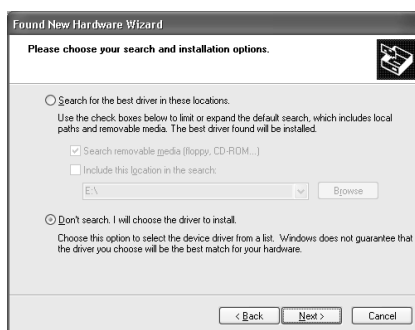 Found New Hardware Wizard
Please choose your search and installation options.
Search for the best driver in these locations.
Use the check boxes below to limit or expand the default search, which includes local
paths and removable media. The best driver found will be installed.
Search removable media (floppy, CD-ROM...)
Include this location in the search:
E:\
Browse
Don't search. I will choose the driver to install.
Choose this option to select the device driver from a list. Windows does not guarantee that
the driver you choose will be the best match for your hardware.
< Back Next > Cancel